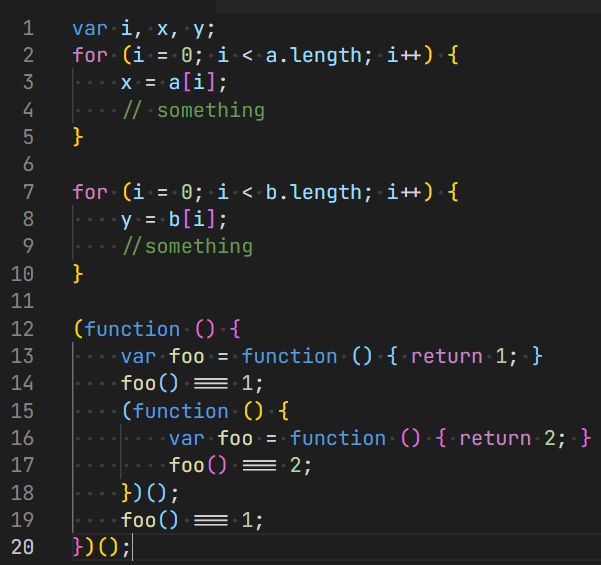 1 var i, x, y;
2 for (i = 0; i < a.length; i++) {
3     x = a[i];
4     // something
5 }
6
7 for (i = 0; i < b.length; i++) {
8     y = b[i];
9     //something
10 }
11
12 (function () {
13     var foo = function () { return 1; }
14     foo() === 1;
15     (function () {
16         var foo = function () { return 2; }
17         foo() === 2;
18     })();
19     foo() === 1;
20 })();